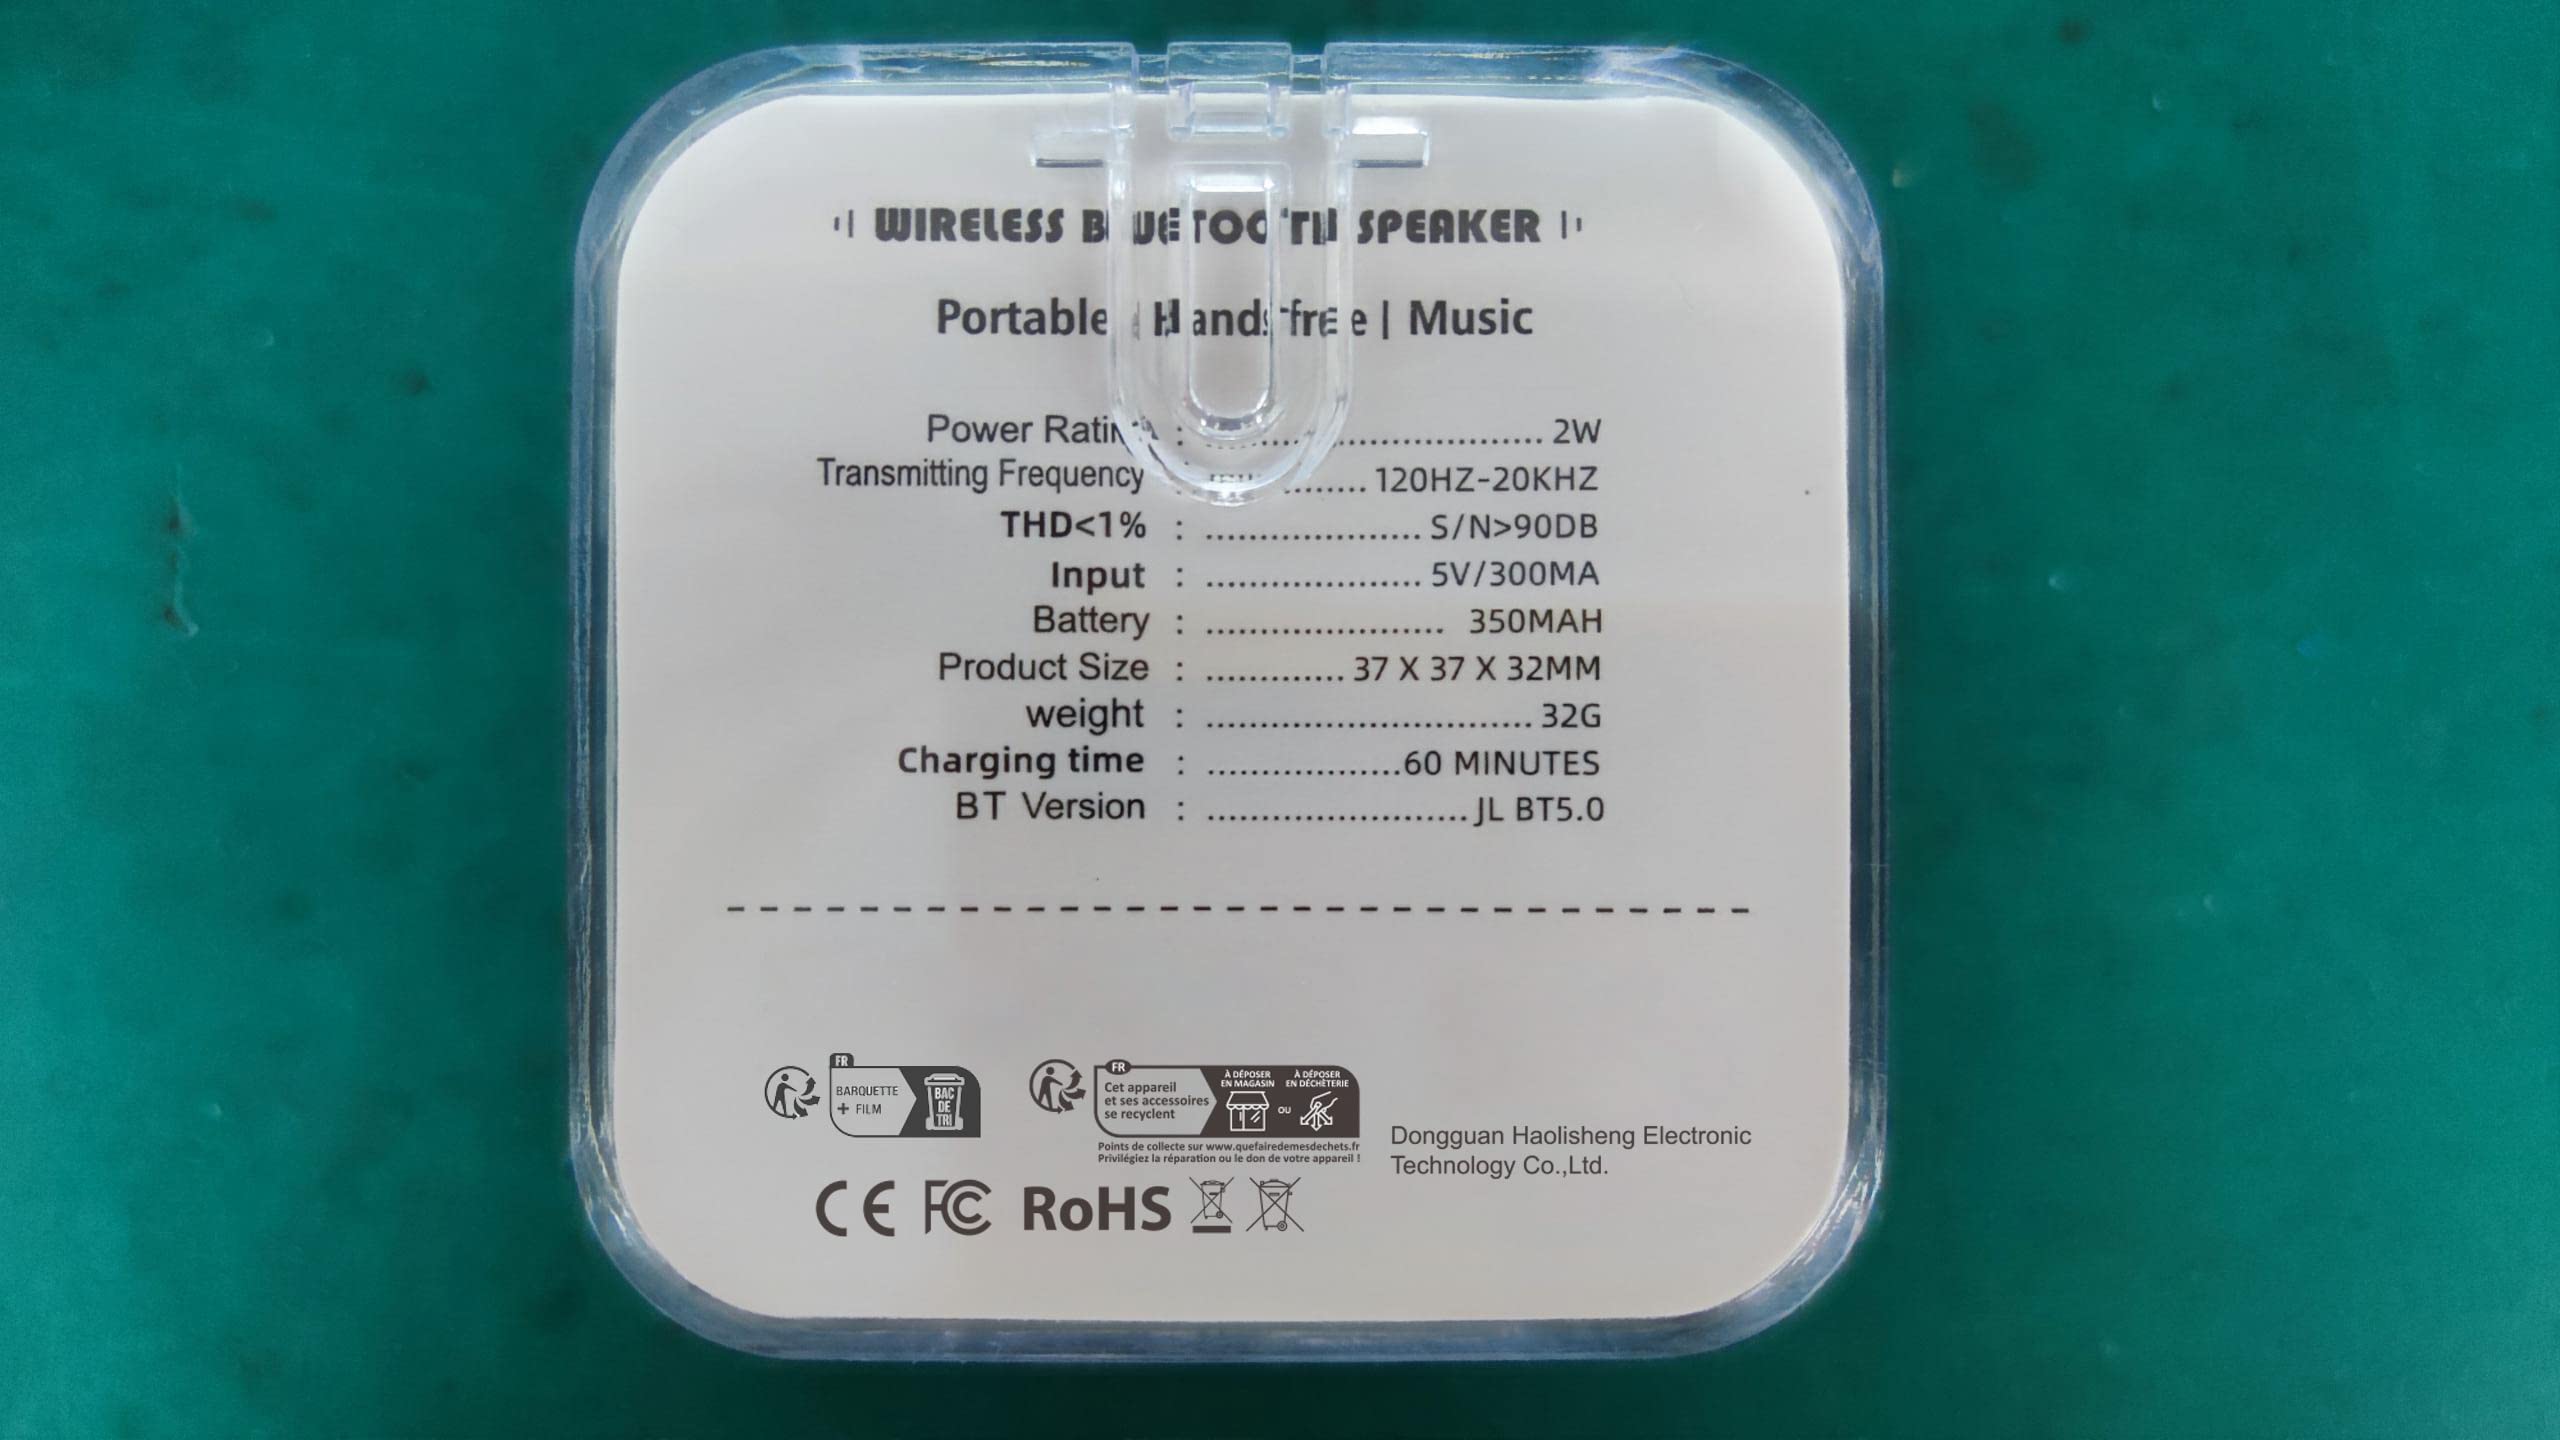 WIRELESS BLUETOOTH SPEAKER
Portable | Handsfree | Music
Power Rating : .................................. 2W
Transmitting Frequency : ............ 120HZ-20KHZ
THD<1% : .................... S/N>90DB
Input : .................... 5V/300MA
Battery : ...................... 350MAH
Product Size : ............. 37 X 37 X 32MM
weight : .............................. 32G
Charging time : ..................60 MINUTES
BT Version : ........................ JL BT5.0
FR
BARQUETTE
+ FILM
BAC
DE
TRI
FR
Cet appareil
et ses accessoires
se recyclent
À DÉPOSER
EN MAGASIN
OU
À DÉPOSER
EN DÉCHÈTERIE
Points de collecte sur www.quefairedemesdechets.fr
Privilégiez la réparation ou le don de votre appareil !
Dongguan Haolisheng Electronic
Technology Co.,Ltd.
CE FC RoHS